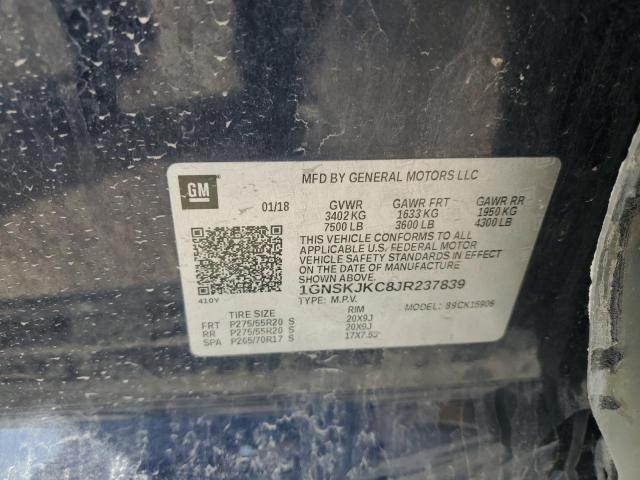 GM
MFD BY GENERAL MOTORS LLC
01/18
GVWR GAWR FRT GAWR RR
3402 KG 1633 KG 1950 KG
7500 LB 3600 LB 4300 LB
THIS VEHICLE CONFORMS TO ALL
APPLICABLE U.S. FEDERAL MOTOR
VEHICLE SAFETY STANDARDS IN EFFECT
ON THE DATE OF MANUFACTURE SHOWN ABOVE.
1GNSKJKC8JR237839
410Y
TYPE: M.P.V. MODEL: CK15906
TIRE SIZE RIM
FRT P275/55R20 S 20X9J
RR P275/55R20 S 20X9J
SPA P265/70R17 S 17X7.5J